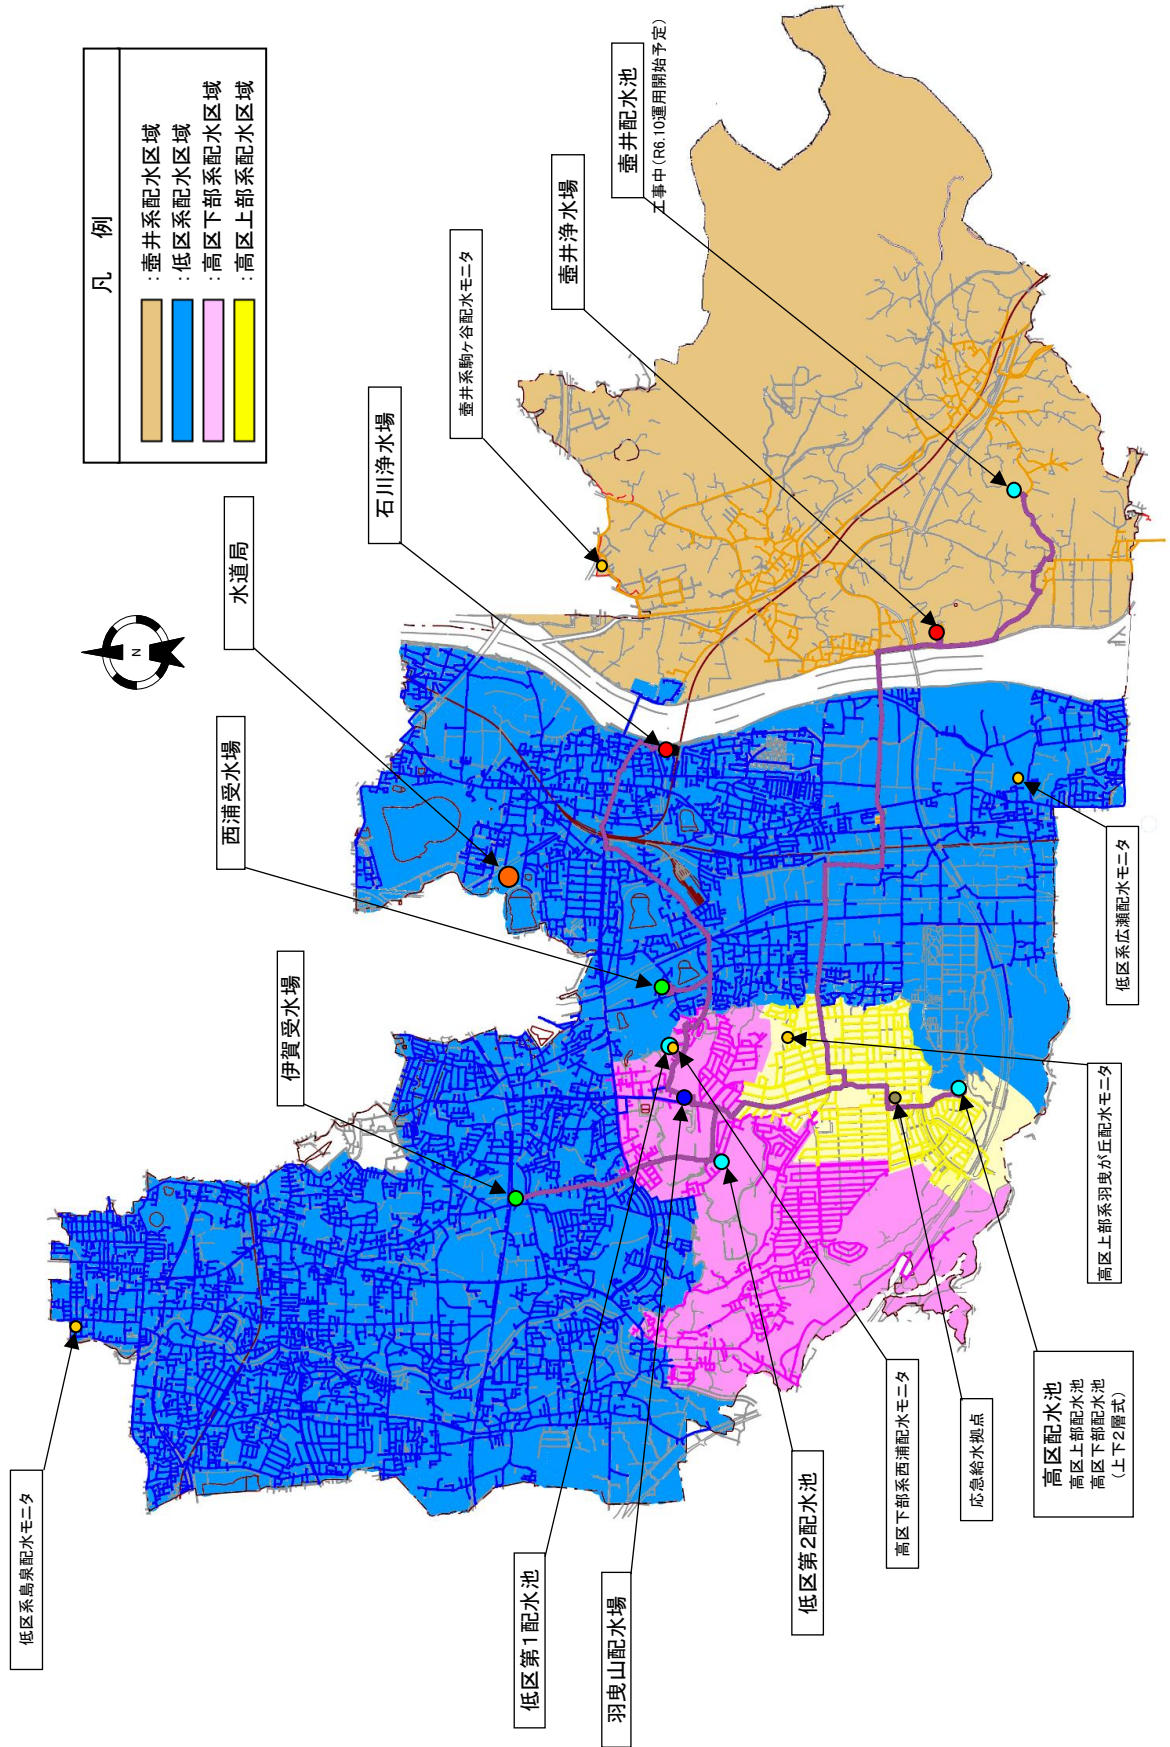 凡 例
:壺井系配水区域
:低区系配水区域
:高区下部系配水区域
:高区上部系配水区域
N
低区系島泉配水モニタ
伊賀受水場
西浦受水場
水道局
石川浄水場
壺井系駒ヶ谷配水モニタ
壺井浄水場
壺井配水池
工事中(R6.10運用開始予定)
低区第1配水池
羽曳山配水場
低区第2配水池
高区下部系西浦配水モニタ
応急給水拠点
高区配水池
高区上部配水池
高区下部配水池
(上下2層式)
高区上部系羽曳が丘配水モニタ
低区系広瀬配水モニタ